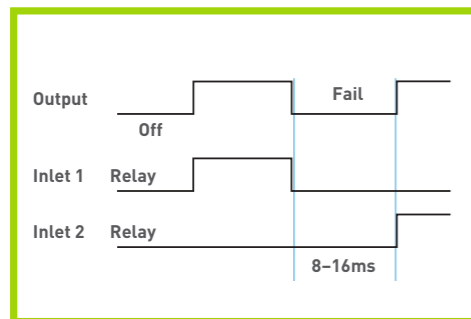 Output
Fail
Off
Inlet 1 Relay
Inlet 2 Relay
8–16ms